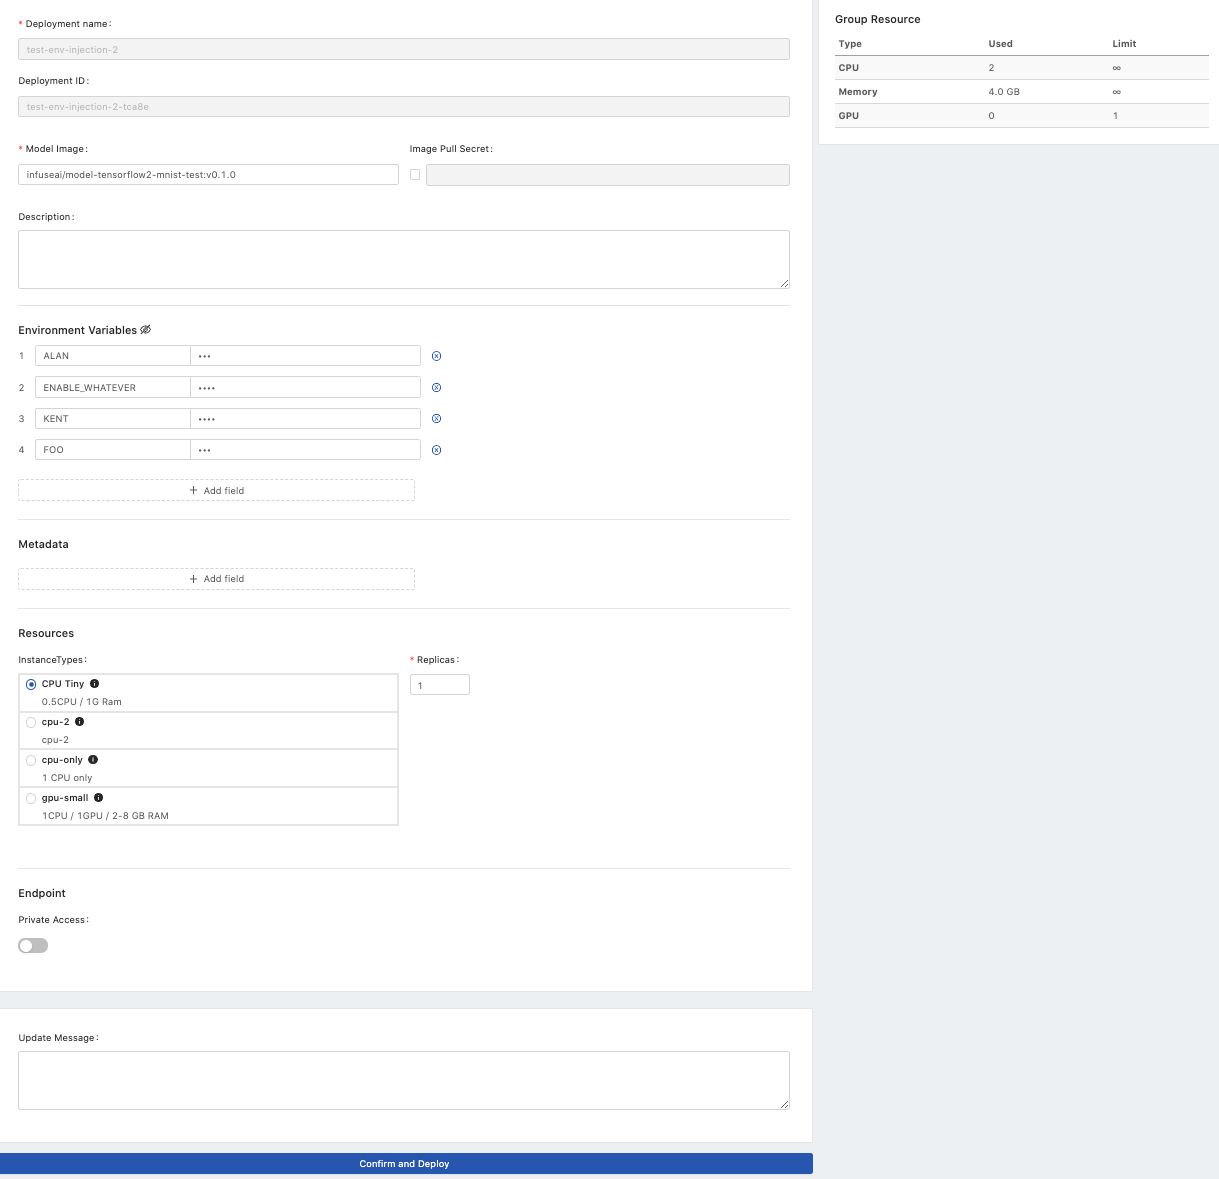 * Deployment name:
test-env-injection-2
Deployment ID:
test-env-injection-2-tca8e
* Model Image:
Image Pull Secret:
infuseai/model-tensorflow2-mnist-test:v0.1.0
Description:
Environment Variables
1 ALAN •••
2 ENABLE_WHATEVER ••••
3 KENT ••••
4 FOO •••
+ Add field
Metadata
+ Add field
Resources
InstanceTypes:
* Replicas:
CPU Tiny
0.5CPU / 1G Ram
1
cpu-2
cpu-2
cpu-only
1 CPU only
gpu-small
1CPU / 1GPU / 2-8 GB RAM
Endpoint
Private Access:
Update Message:
Confirm and Deploy
Group Resource
Type Used Limit
CPU 2 ∞
Memory 4.0 GB ∞
GPU 0 1